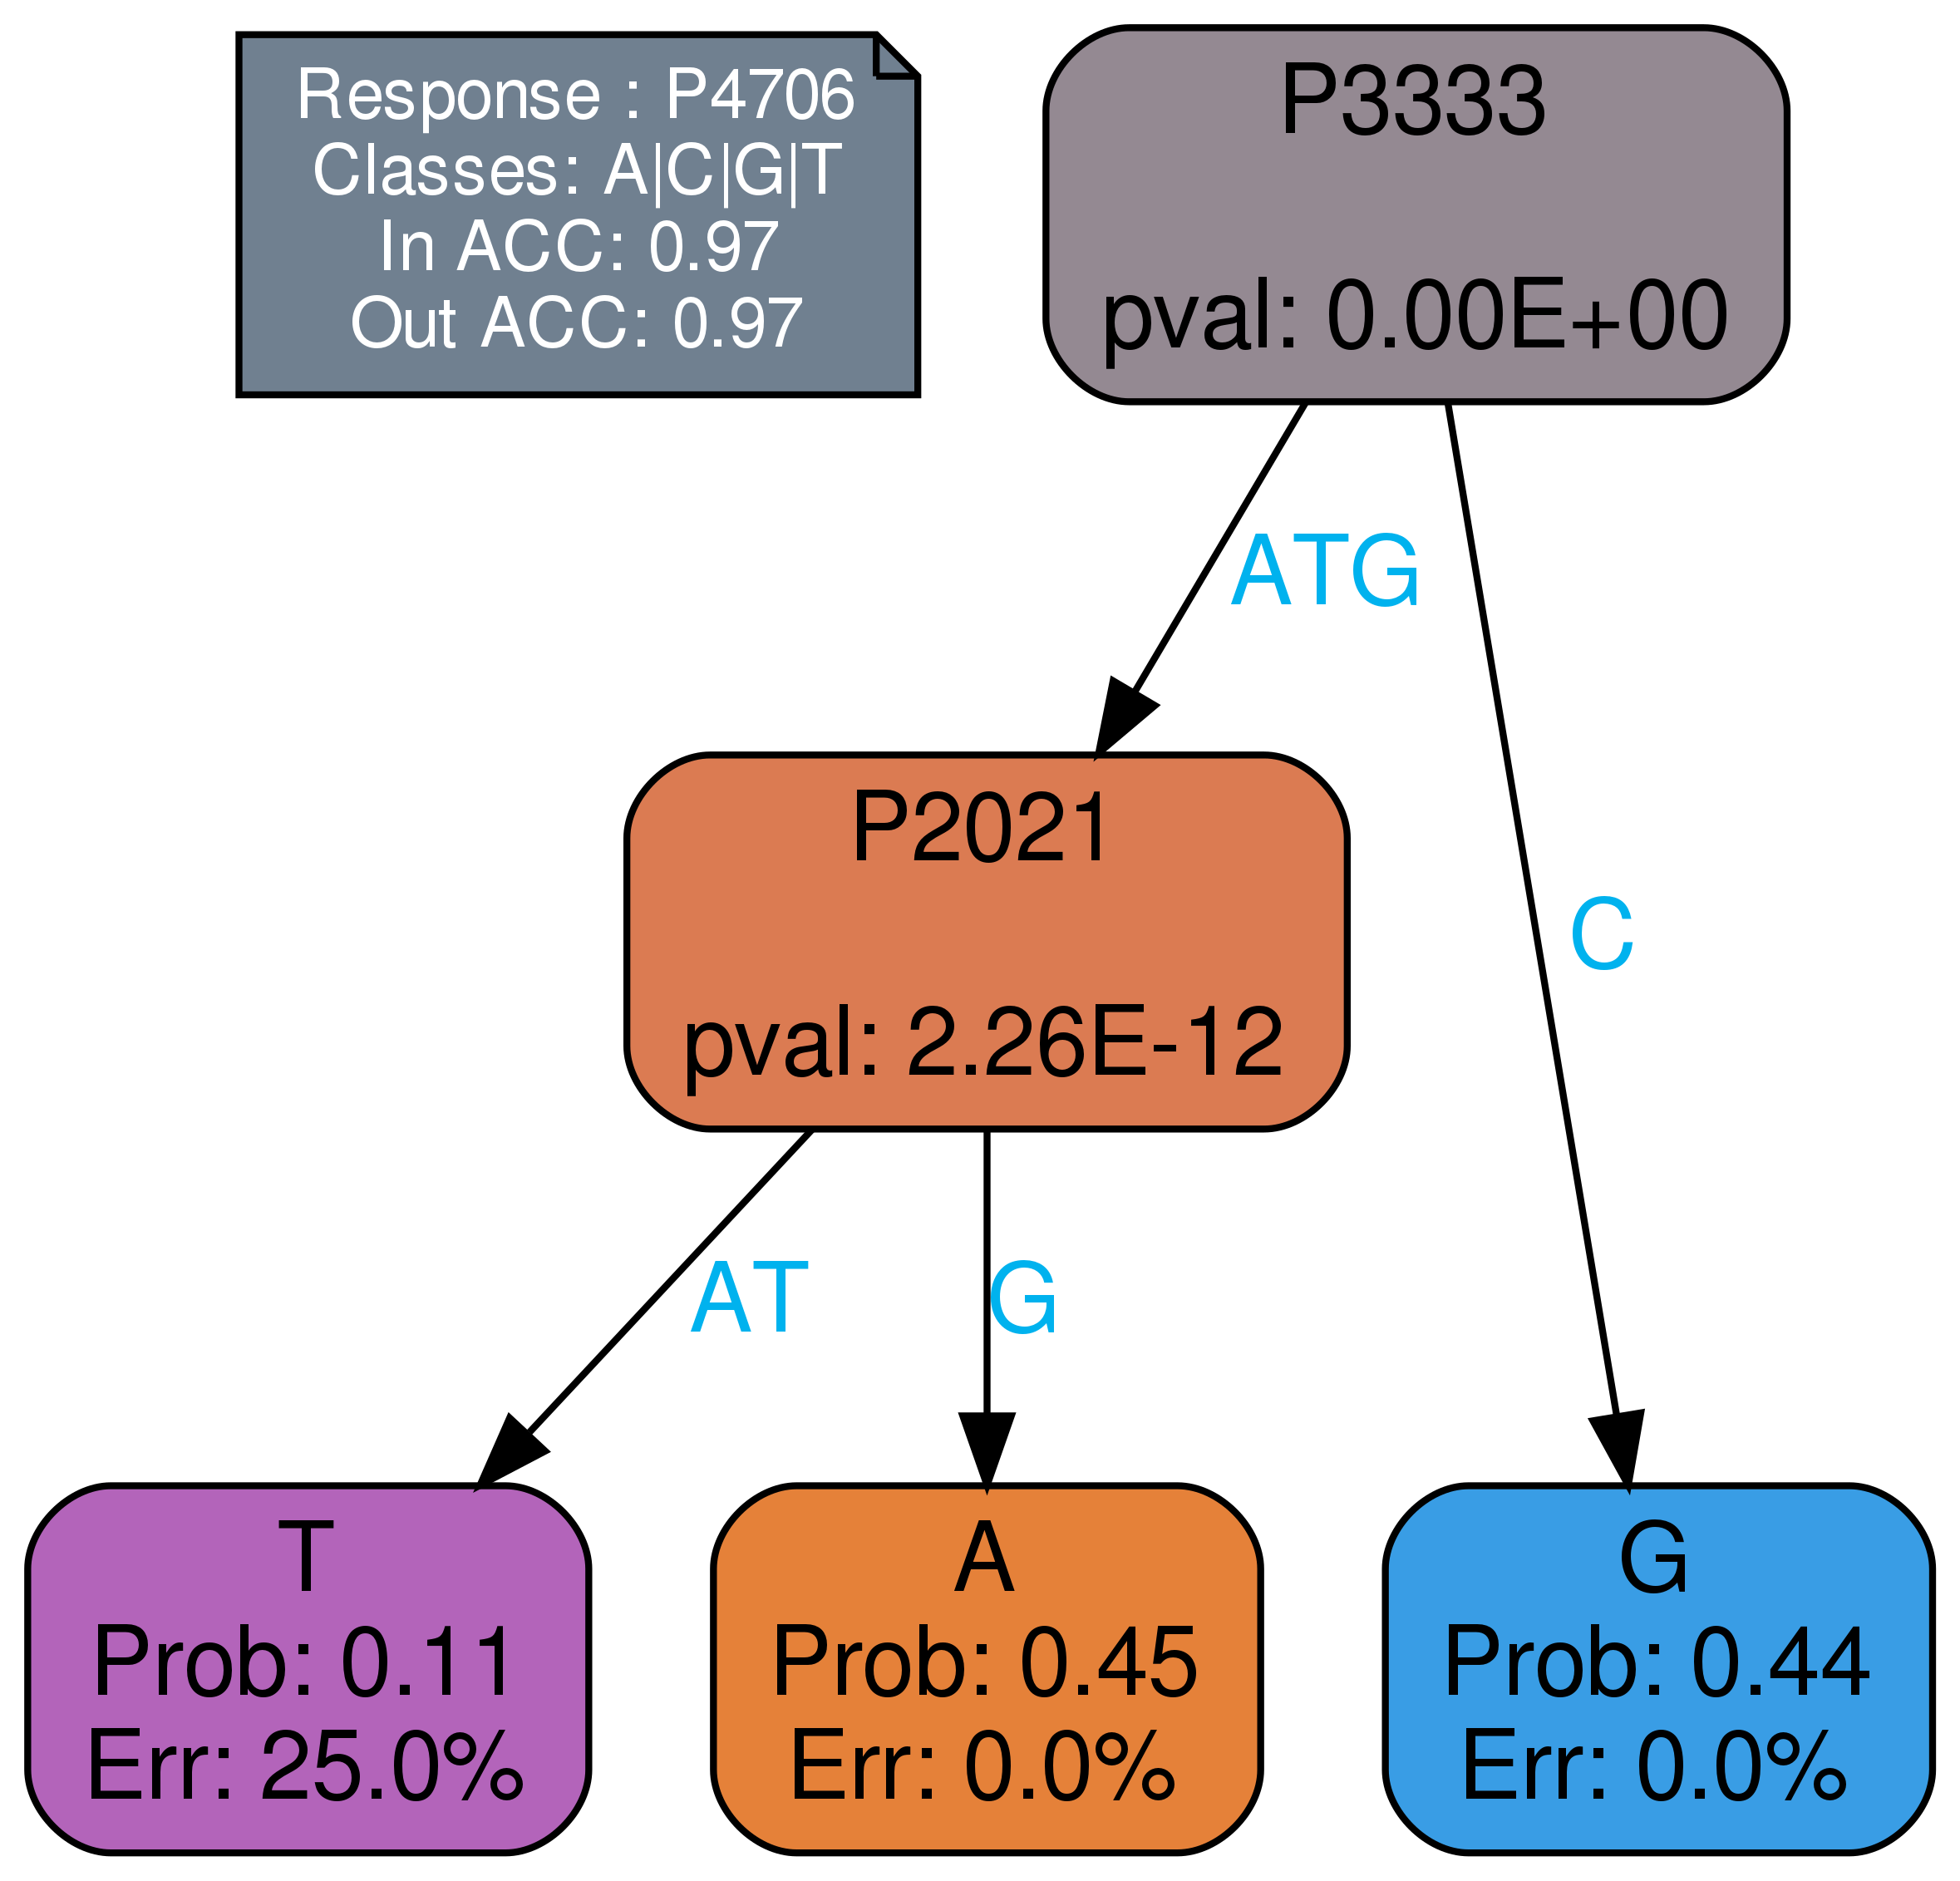 Response : P4706
Classes: A|C|G|T
In ACC: 0.97
Out ACC: 0.97
P3333
pval: 0.00E+00
ATG
C
P2021
pval: 2.26E-12
AT
G
T
Prob: 0.11
Err: 25.0%
A
Prob: 0.45
Err: 0.0%
G
Prob: 0.44
Err: 0.0%